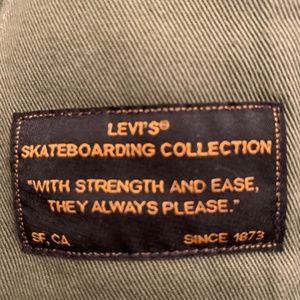 LEVI'S®
SKATEBOARDING COLLECTION
"WITH STRENGTH AND EASE,
THEY ALWAYS PLEASE."
SF, CA SINCE 1873